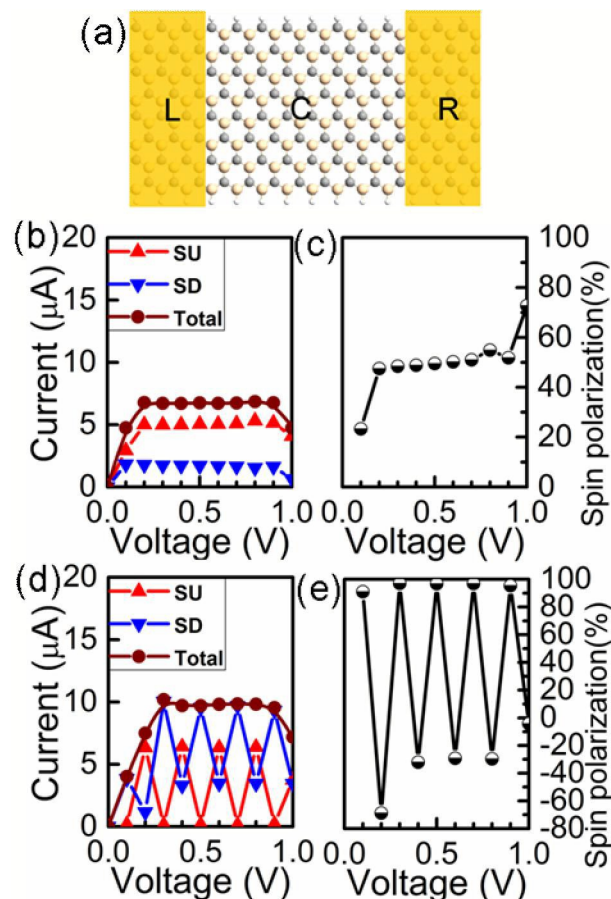 (a)
L
C
R
(b)
20
15
10
5
0
Current (μA)
SU
SD
Total
0.0
0.5
1.0
Voltage (V)
(c)
100
80
60
40
20
0
Spin polarization(%)
0.0
0.5
1.0
Voltage (V)
(d)
20
15
10
5
0
Current (μA)
SU
SD
Total
0.0
0.5
1.0
Voltage (V)
(e)
100
80
60
40
20
0
-20
-40
-60
-80
Spin polarization(%)
0.0
0.5
1.0
Voltage (V)